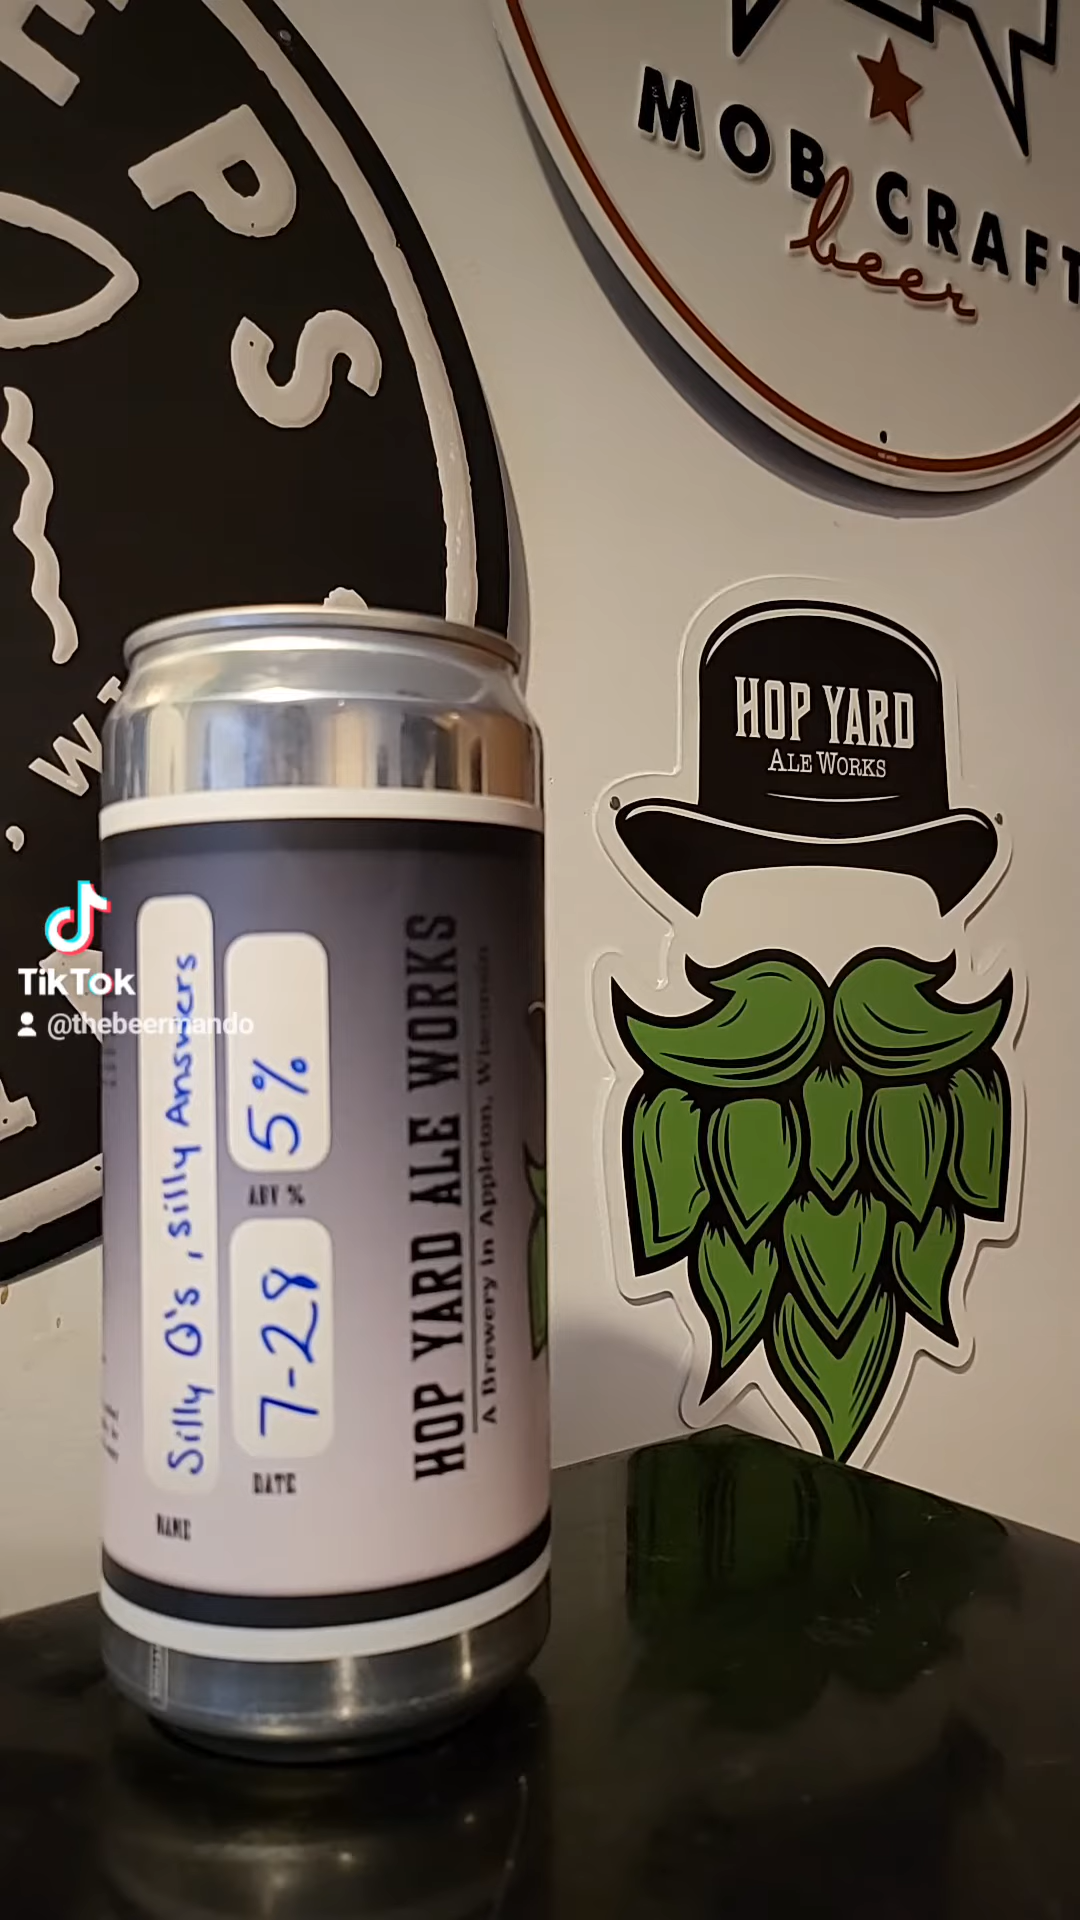 PS
MOB CRAFT
beer
HOP YARD
ALE WORKS
TikTok
@thebeermando
Silly Q's, silly Answers
NAME
5%
ABV %
7-28
DATE
HOP YARD ALE WORKS
A Brewery in Appleton, Wisconsin